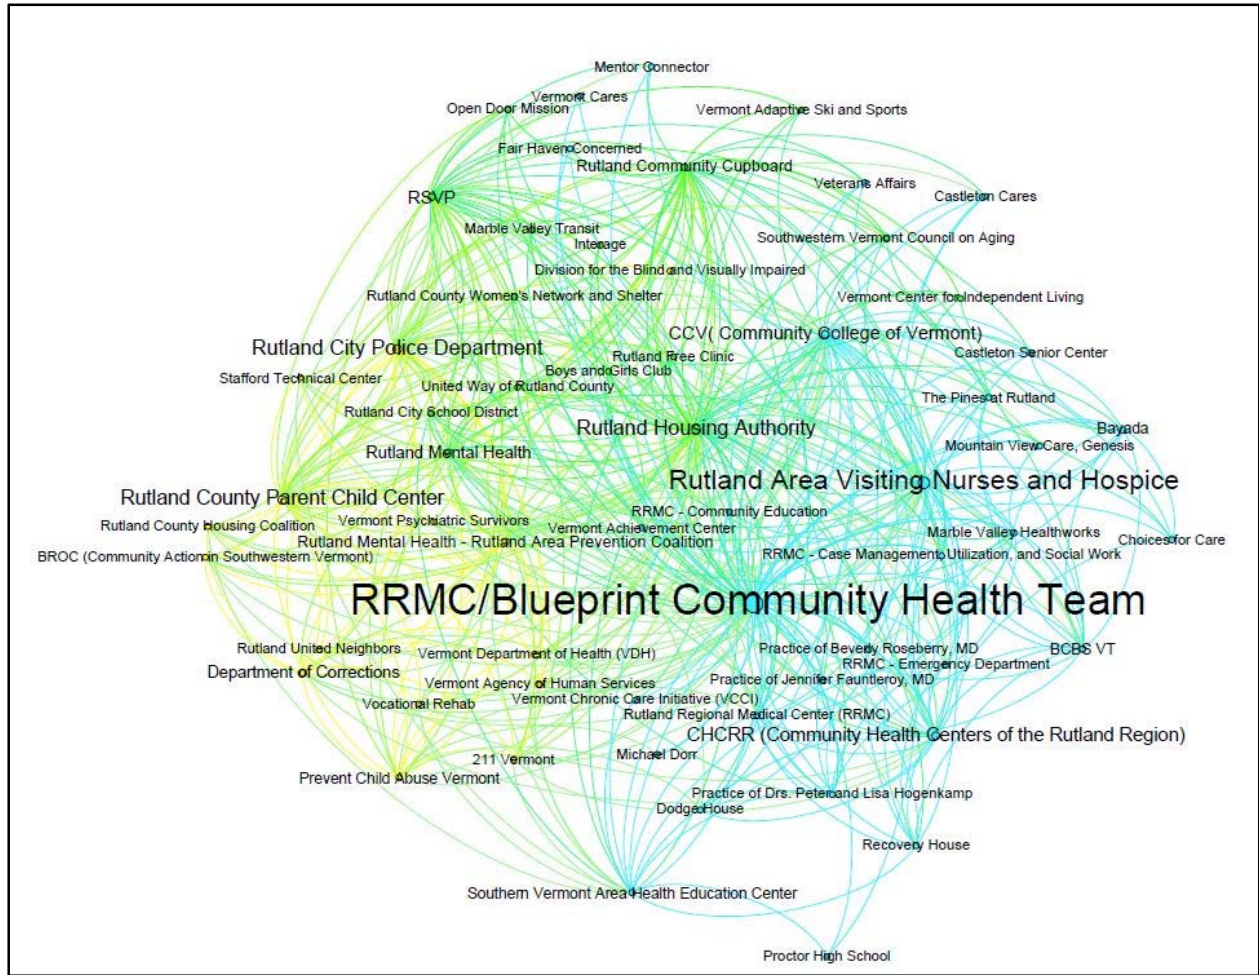 Mentor Connector
Vermont Cares
Open Door Mission
Vermont Adaptive Ski and Sports
Fair Haven Concerned
Rutland Community Cupboard
Veterans Affairs
RSVP
Castleton Cares
Marble Valley Transit
Southwestern Vermont Council on Aging
Interage
Division for the Blind and Visually Impaired
Rutland County Women's Network and Shelter
Vermont Center for Independent Living
CCV( Community College of Vermont)
Rutland City Police Department
Rutland Free Clinic
Castleton Senior Center
Boys and Girls Club
Stafford Technical Center
United Way of Rutland County
The Pines at Rutland
Rutland City School District
Rutland Housing Authority
Bayada
Mountain View Care, Genesis
Rutland Mental Health
Rutland Area Visiting Nurses and Hospice
Rutland County Parent Child Center
RRMC - Community Education
Rutland County Housing Coalition
Vermont Psychiatric Survivors
Vermont Achievement Center
Marble Valley Healthworks
Choices for Care
Rutland Mental Health - Rutland Area Prevention Coalition
BROC (Community Action in Southwestern Vermont)
RRMC - Case Management, Utilization, and Social Work
RRMC/Blueprint Community Health Team
Rutland United Neighbors
Vermont Department of Health (VDH)
Practice of Beverly Roseberry, MD
BCBS VT
RRMC - Emergency Department
Department of Corrections
Practice of Jennifer Fauntleroy, MD
Vermont Agency of Human Services
Vermont Chronic Care Initiative (VCCI)
Vocational Rehab
Rutland Regional Medical Center (RRMC)
CHCRR (Community Health Centers of the Rutland Region)
Michael Dorr
211 Vermont
Prevent Child Abuse Vermont
Practice of Drs. Peter and Lisa Hogenkamp
Dodge House
Recovery House
Southern Vermont Area Health Education Center
Proctor High School